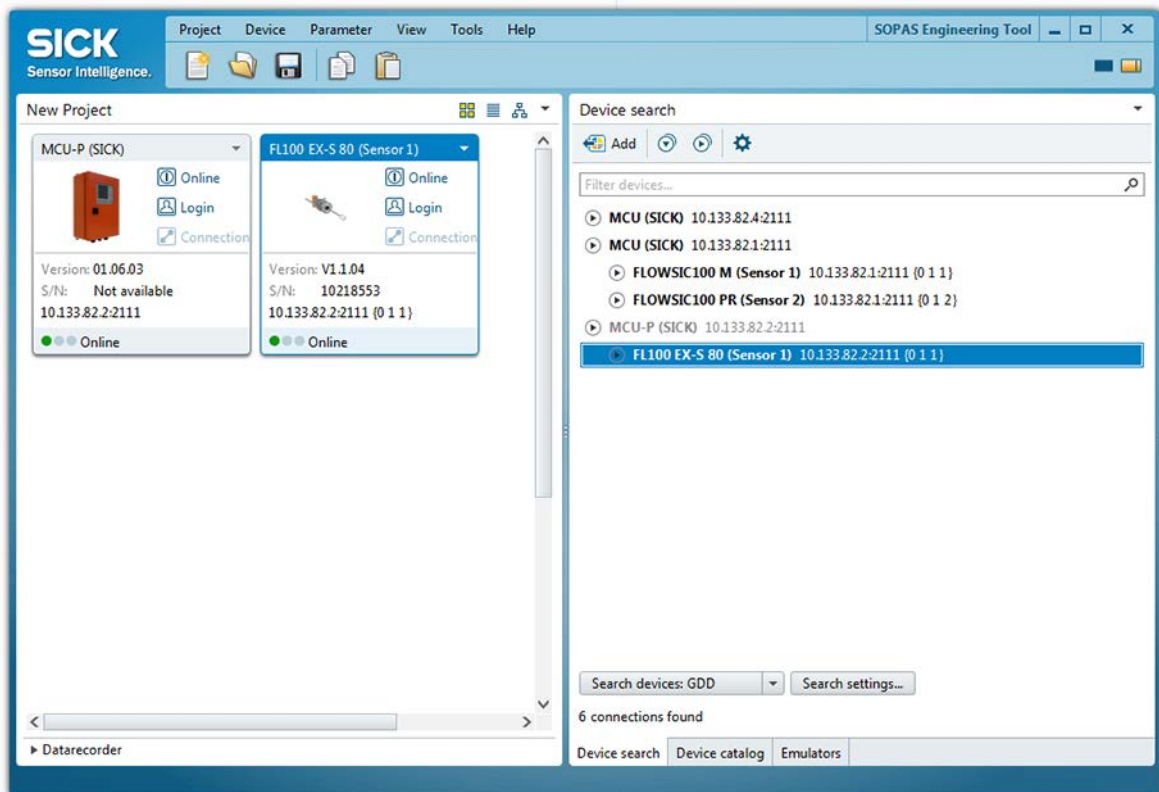 SICK
Sensor Intelligence.
Project Device Parameter View Tools Help
SOPAS Engineering Tool
New Project
MCU-P (SICK)
Online
Login
Connection
Version: 01.06.03
S/N: Not available
10.133.82.2:2111
Online
FL100 EX-S 80 (Sensor 1)
Online
Login
Connection
Version: V1.1.04
S/N: 10218553
10.133.82.2:2111 {0 1 1}
Online
Datarecorder
Device search
Add
Filter devices...
MCU (SICK) 10.133.82.4:2111
MCU (SICK) 10.133.82.1:2111
FLOWSIC100 M (Sensor 1) 10.133.82.1:2111 {0 1 1}
FLOWSIC100 PR (Sensor 2) 10.133.82.1:2111 {0 1 2}
MCU-P (SICK) 10.133.82.2:2111
FL100 EX-S 80 (Sensor 1) 10.133.82.2:2111 {0 1 1}
Search devices: GDD Search settings...
6 connections found
Device search Device catalog Emulators